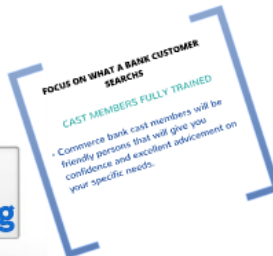 FOCUS ON WHAT A BANK CUSTOMER
SEARCHS
CAST MEMBERS FULLY TRAINED
• Commerce bank cast members will be
friendly persons that will give you
confidence and excellent advicement on
your specific needs.
g